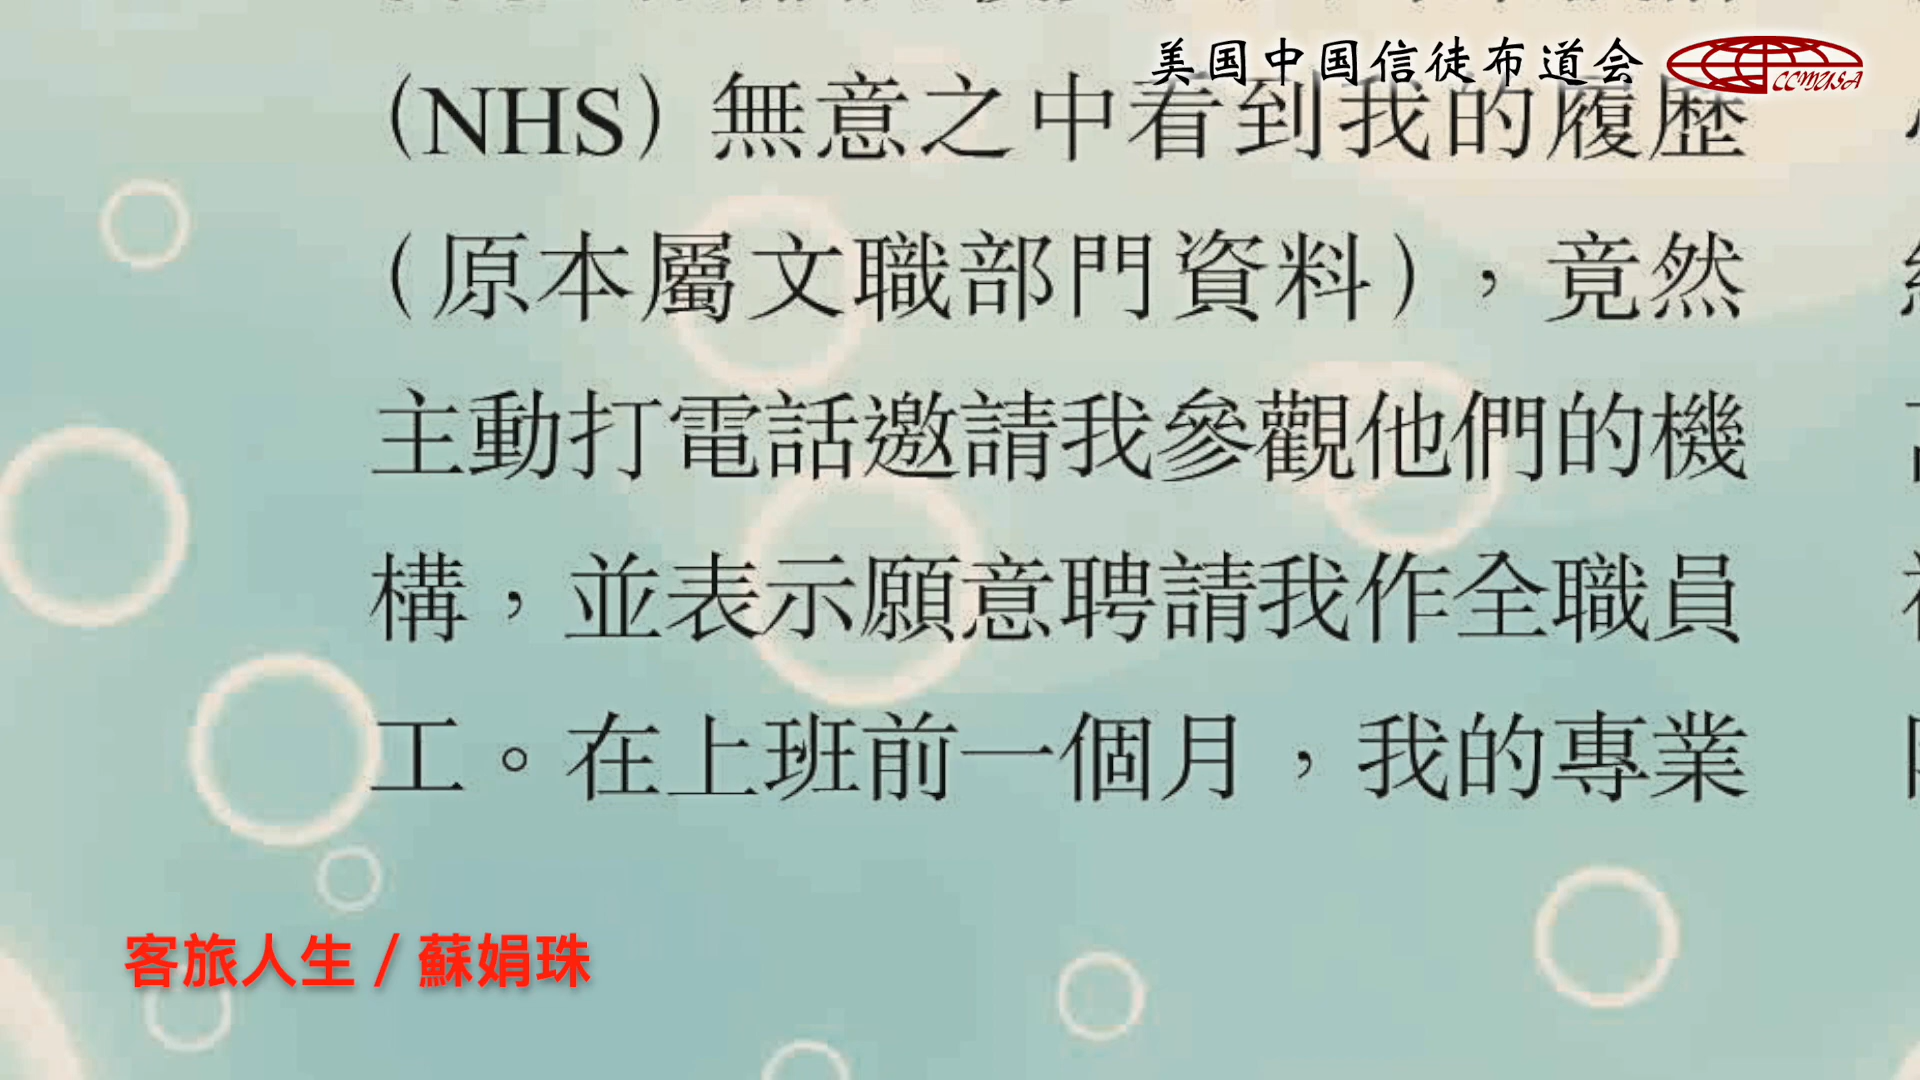 美国中国信徒布道会
CCMUSA
(NHS) 無意之中看到我的履歷
(原本屬文職部門資料)，竟然
主動打電話邀請我參觀他們的機
構，並表示願意聘請我作全職員
工。在上班前一個月，我的專業
客旅人生 / 蘇娟珠